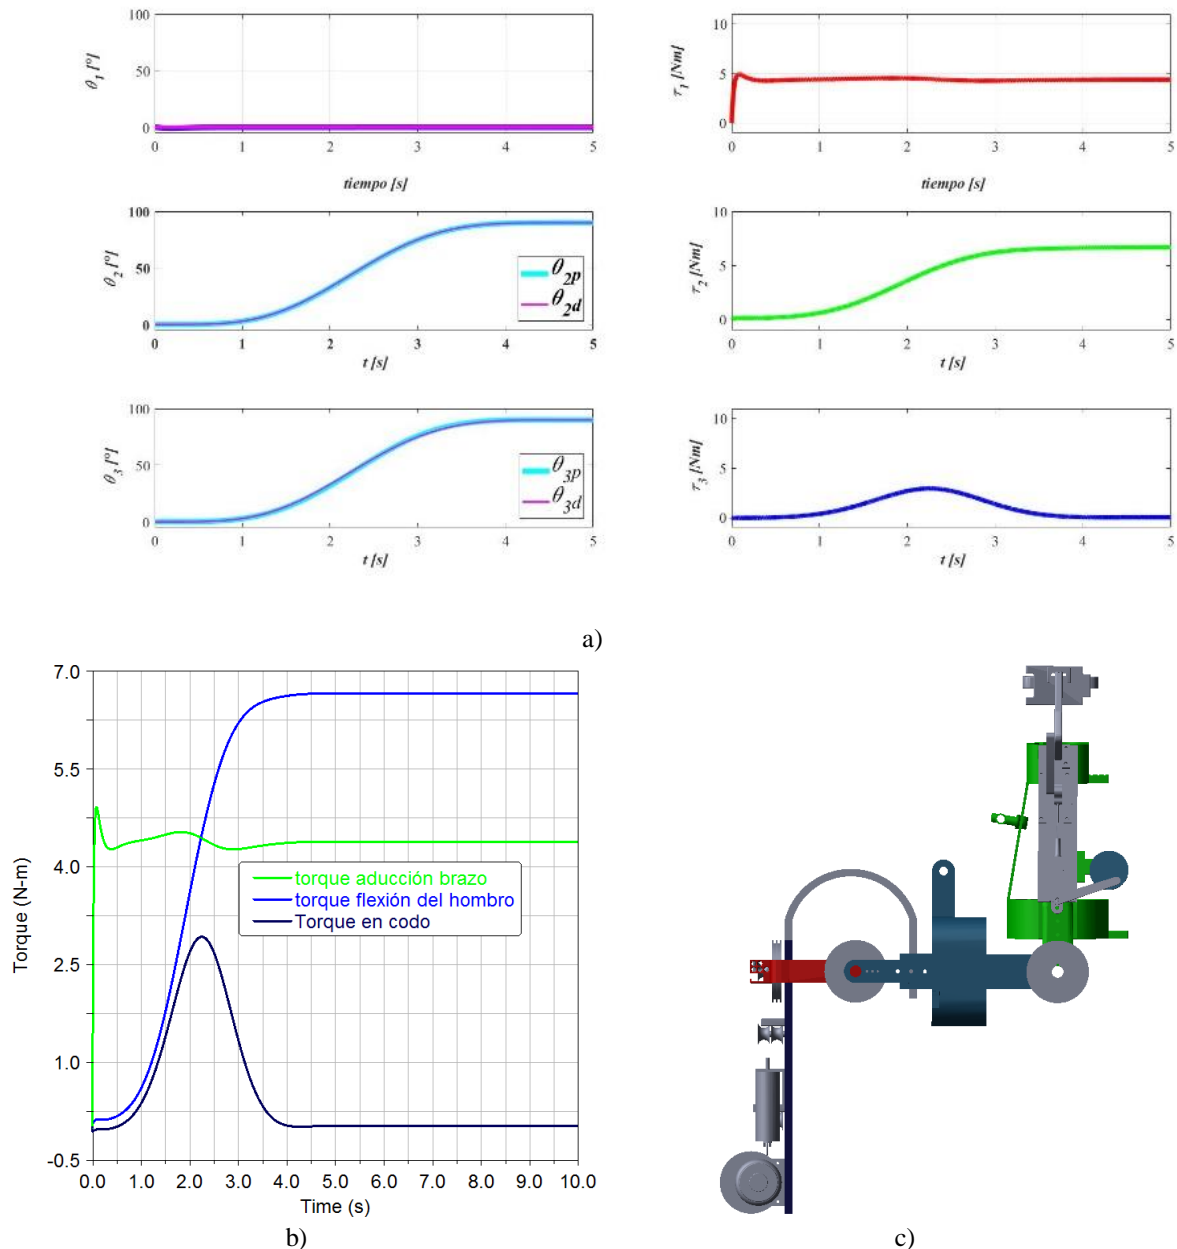 100
50
0
θ1 [°]
0 1 2 3 4 5
tiempo [s]
10
5
0
τ1 [Nm]
0 1 2 3 4 5
tiempo [s]
100
50
0
θ2 [°]
θ2p
θ2d
0 1 2 3 4 5
t [s]
10
5
0
τ2 [Nm]
0 1 2 3 4 5
t [s]
100
50
0
θ3 [°]
θ3p
θ3d
0 1 2 3 4 5
t [s]
10
5
0
τ3 [Nm]
0 1 2 3 4 5
t [s]
a)
7.0
5.5
4.0
2.5
1.0
-0.5
Torque (N-m)
torque aducción brazo
torque flexión del hombro
Torque en codo
0.0 1.0 2.0 3.0 4.0 5.0 6.0 7.0 8.0 9.0 10.0
Time (s)
b)
c)